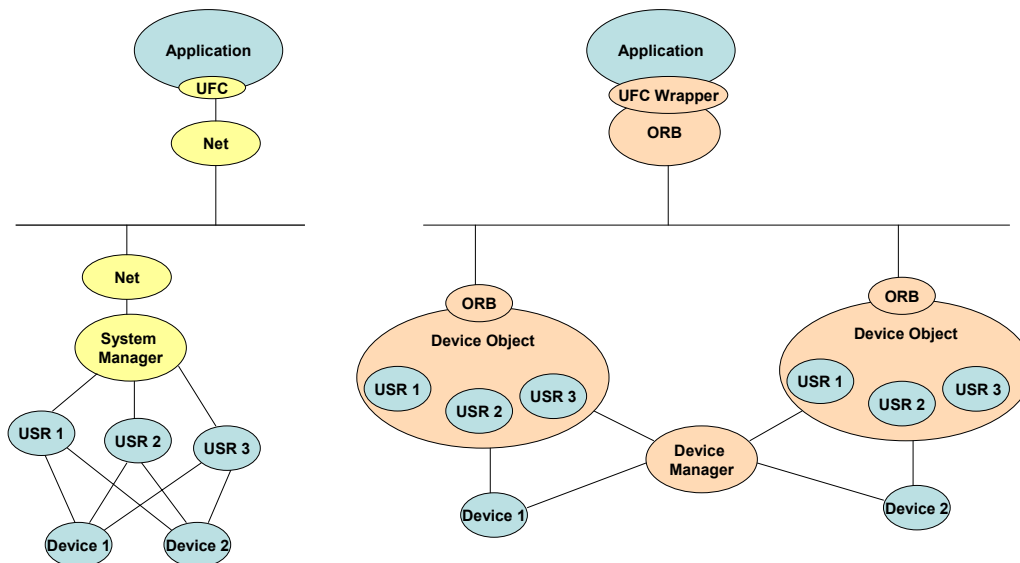 Application
UFC
Net
Net
System
Manager
USR 1
USR 2
USR 3
Device 1
Device 2
Application
UFC Wrapper
ORB
ORB
Device Object
USR 1
USR 2
USR 3
ORB
Device Object
USR 1
USR 2
USR 3
Device
Manager
Device 1
Device 2